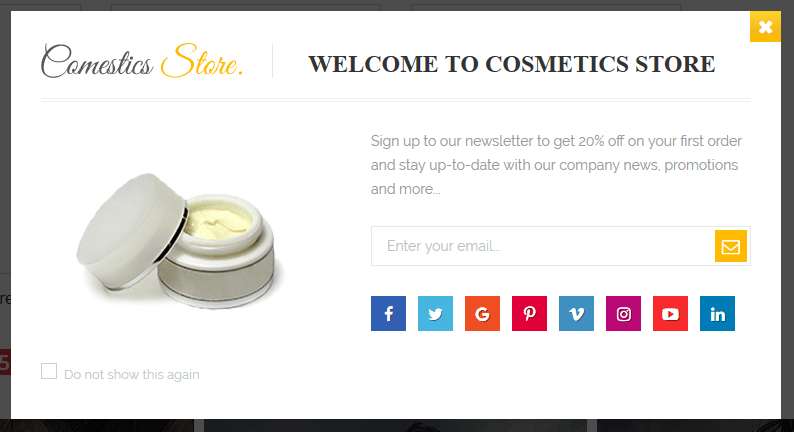 Comestics Store.
WELCOME TO COSMETICS STORE
Sign up to our newsletter to get 20% off on your first order
and stay up-to-date with our company news, promotions
and more...
Enter your email...
Do not show this again
re
5